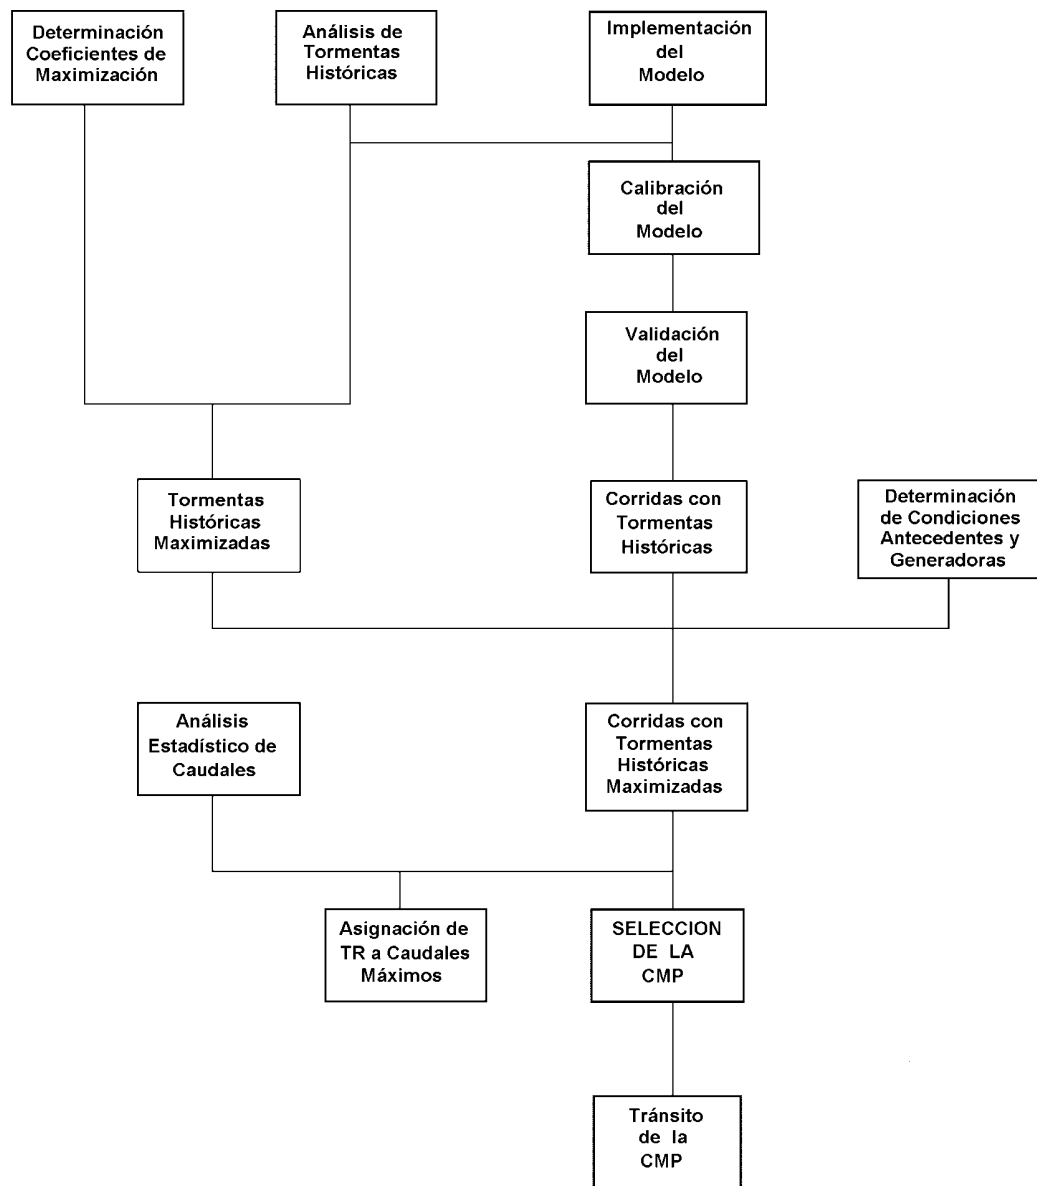 Determinación
Coeficientes de
Maximización
Análisis de
Tormentas
Históricas
Implementación
del
Modelo
Calibración
del
Modelo
Validación
del
Modelo
Tormentas
Históricas
Maximizadas
Corridas con
Tormentas
Históricas
Determinación
de Condiciones
Antecedentes y
Generadoras
Análisis
Estadístico de
Caudales
Corridas con
Tormentas
Históricas
Maximizadas
Asignación de
TR a Caudales
Máximos
SELECCION
DE LA
CMP
Tránsito
de la
CMP